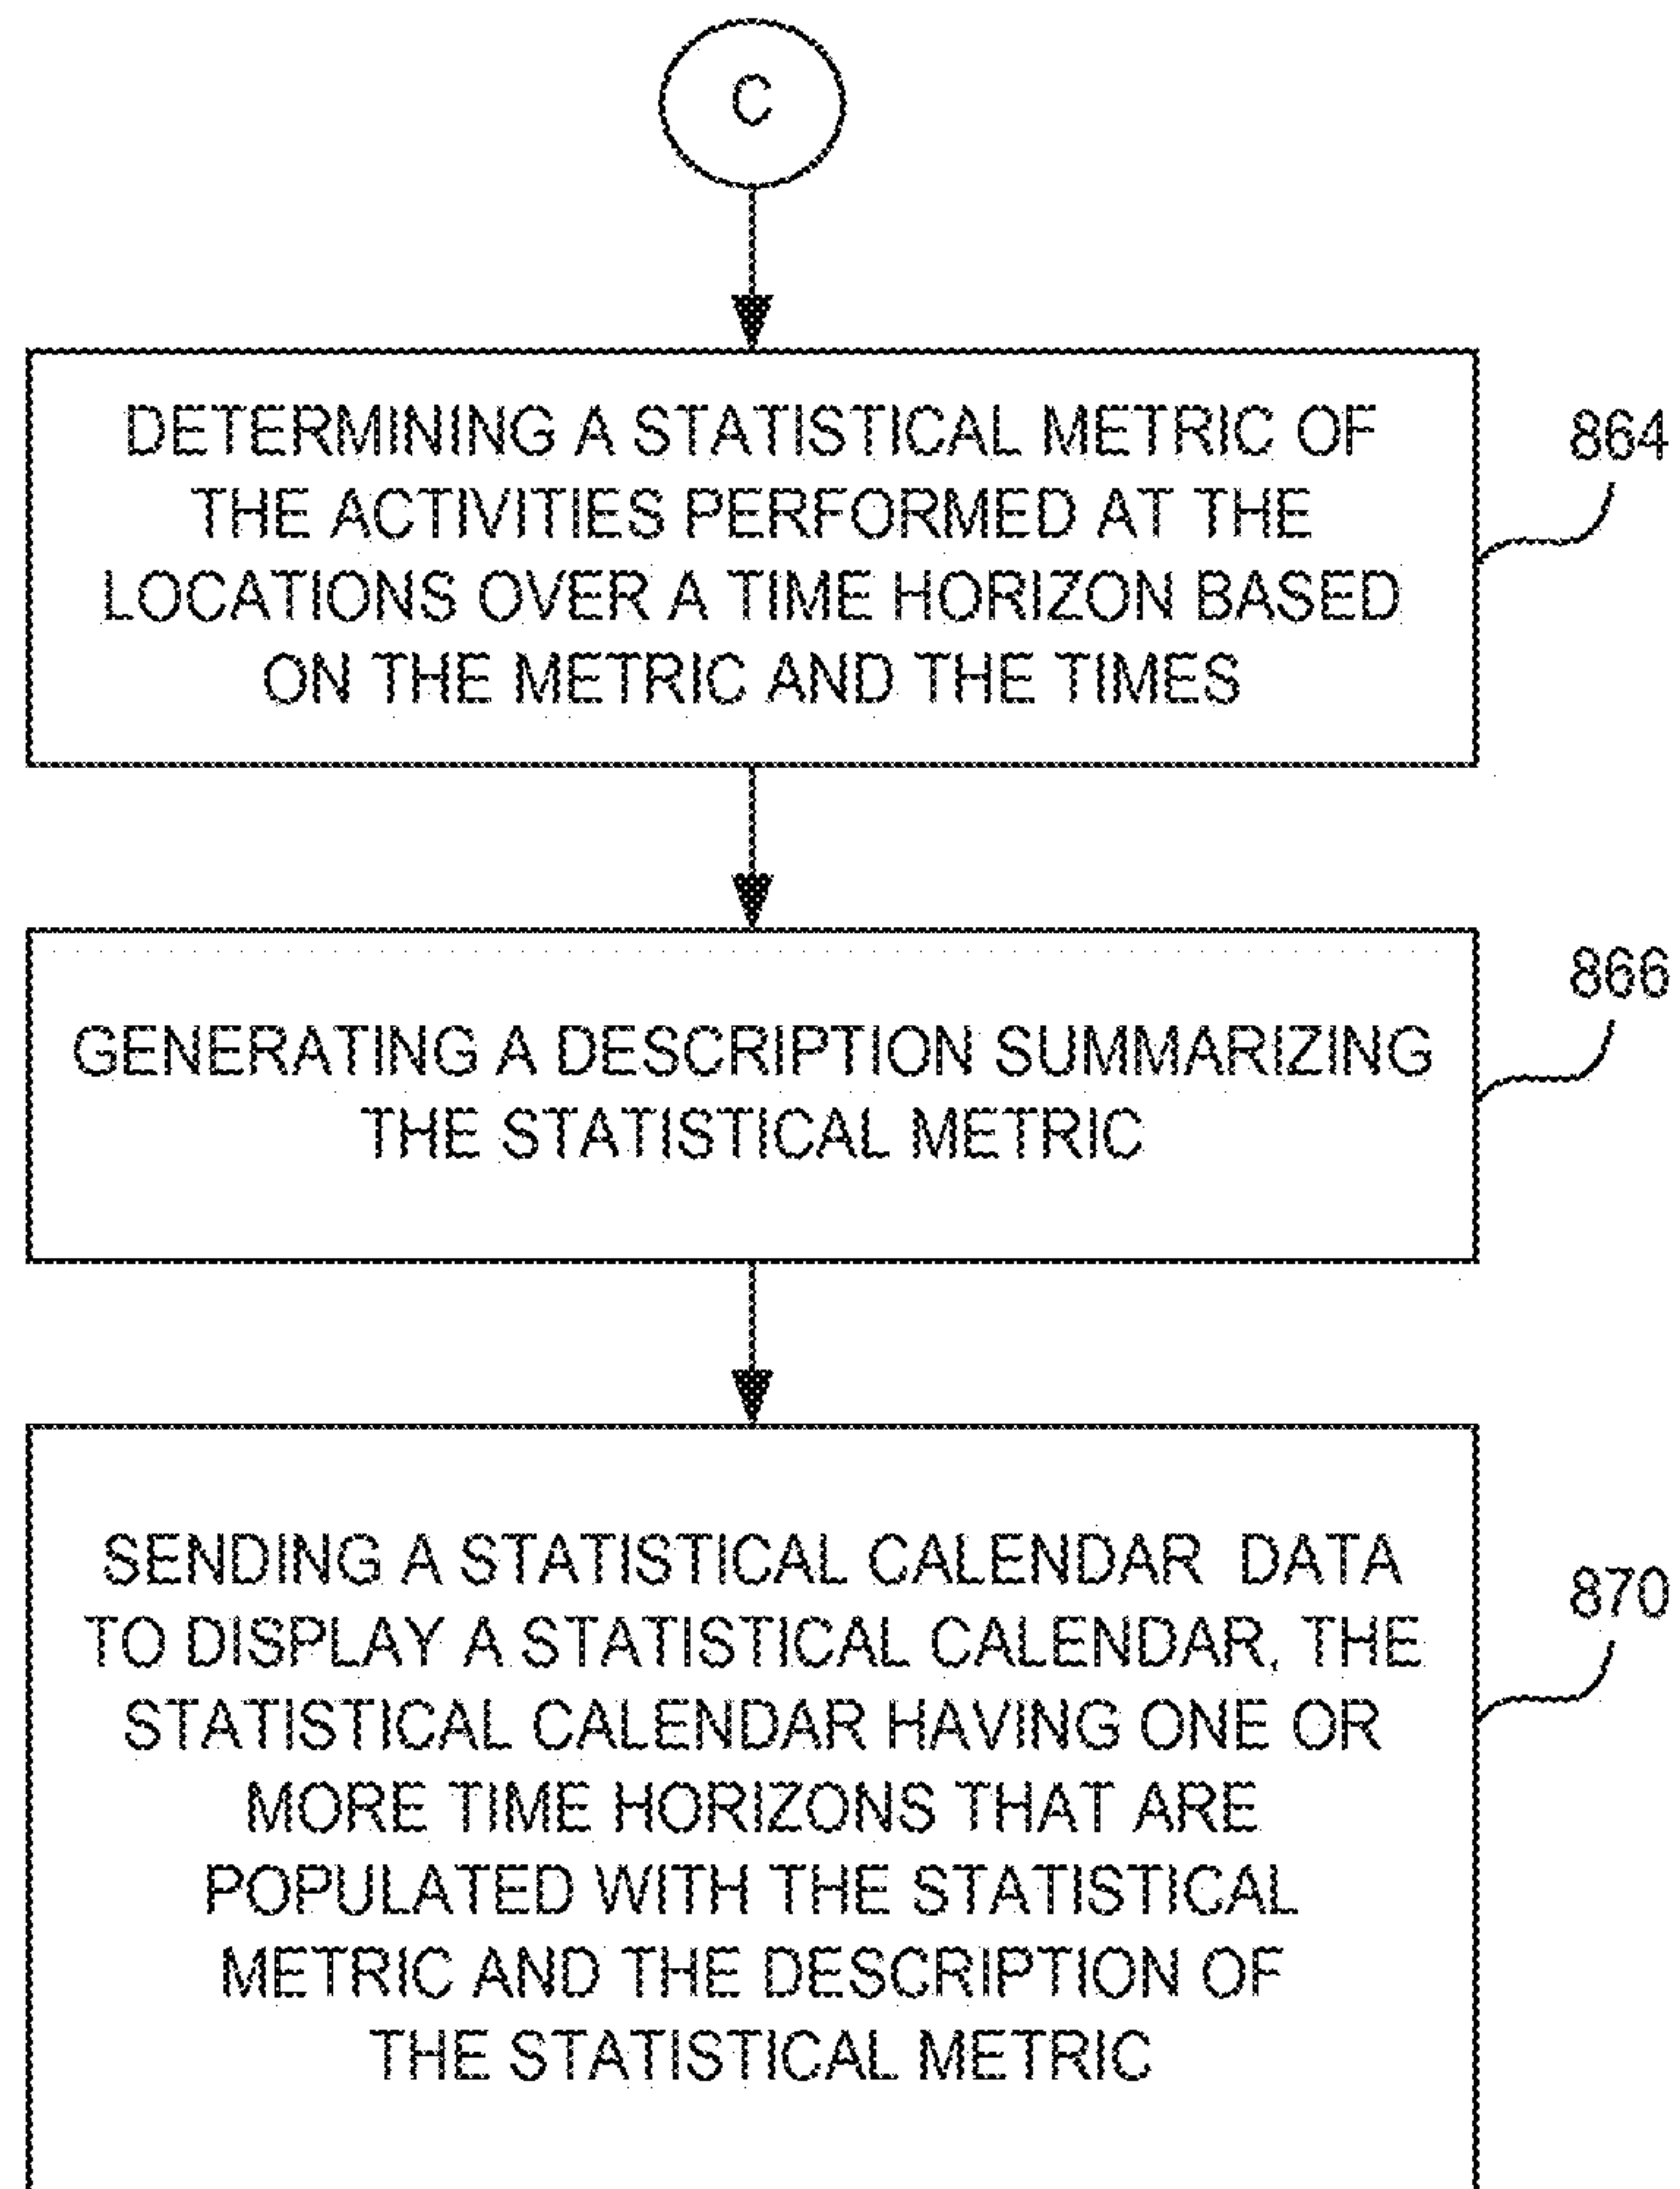 C
DETERMINING A STATISTICAL METRIC OF
THE ACTIVITIES PERFORMED AT THE
LOCATIONS OVER A TIME HORIZON BASED
ON THE METRIC AND THE TIMES
864
GENERATING A DESCRIPTION SUMMARIZING
THE STATISTICAL METRIC
866
SENDING A STATISTICAL CALENDAR DATA
TO DISPLAY A STATISTICAL CALENDAR, THE
STATISTICAL CALENDAR HAVING ONE OR
MORE TIME HORIZONS THAT ARE
POPULATED WITH THE STATISTICAL
METRIC AND THE DESCRIPTION OF
THE STATISTICAL METRIC
870